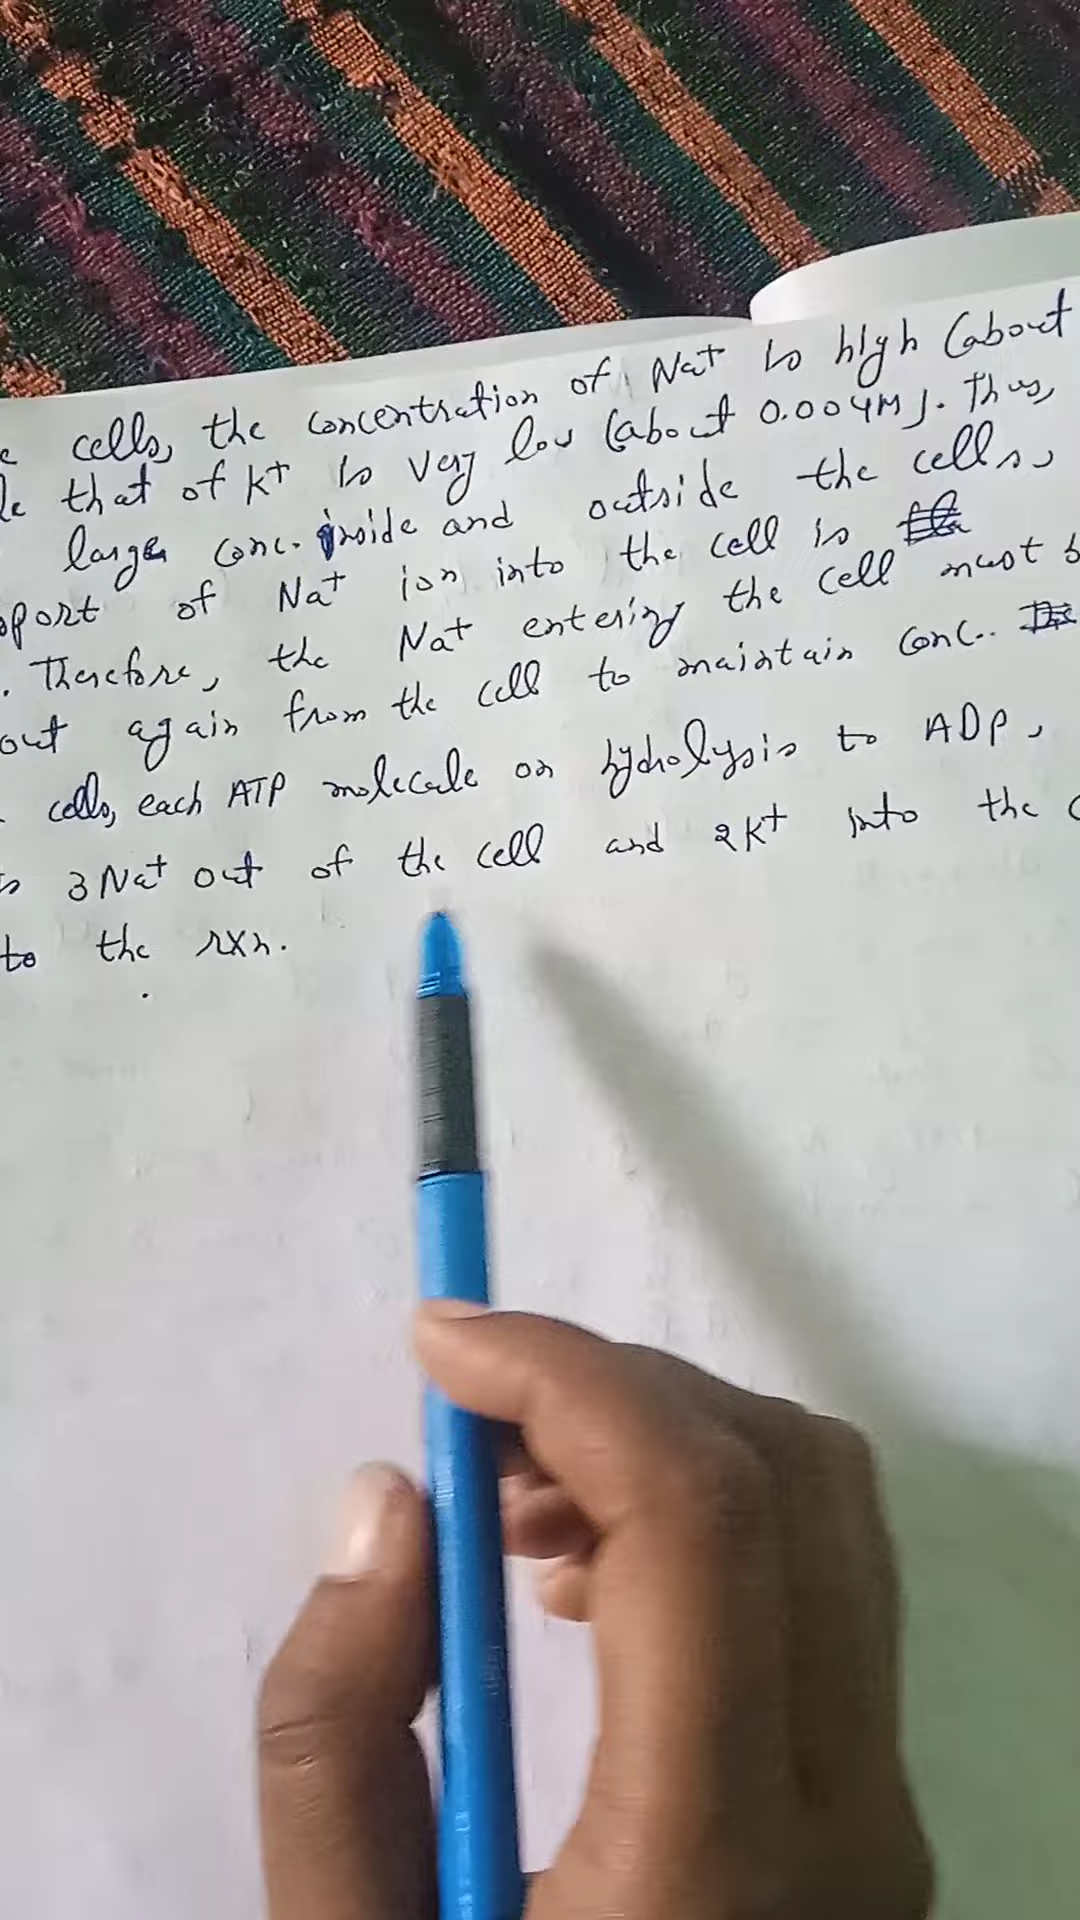 cells, the concentration of Na+ is high (about
that of K+ is very low (about 0.004M). Thus,
large conc. inside and outside the cells,
port of Na+ ion into the cell is
. Therefore, the Na+ entering the cell must b
out again from the cell to maintain conc..
cells, each ATP molecule on hydrolysis to ADP,
3Na+ out of the cell and 2K+ into the c
to the rxn.